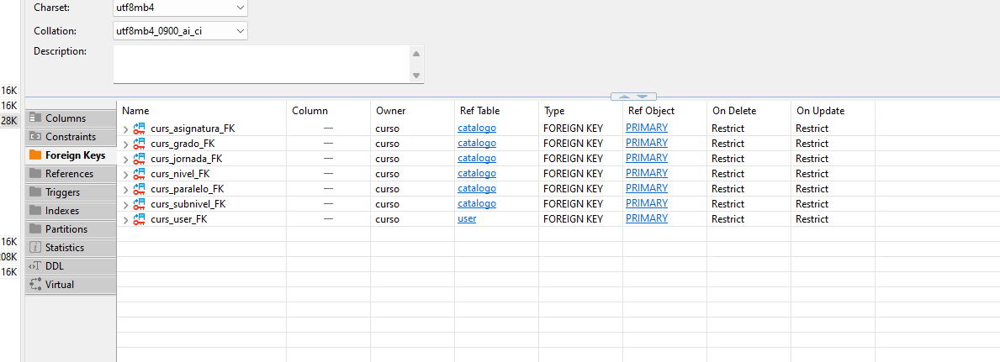 Charset: utf8mb4
Collation: utf8mb4_0900_ai_ci
Description:
16K
16K
28K
16K
16K
Columns
Constraints
Foreign Keys
References
Triggers
Indexes
Partitions
Statistics
DDL
Virtual
Name Column Owner Ref Table Type Ref Object On Delete On Update
curs_asignatura_FK — curso catalogo FOREIGN KEY PRIMARY Restrict Restrict
curs_grado_FK — curso catalogo FOREIGN KEY PRIMARY Restrict Restrict
curs_jornada_FK — curso catalogo FOREIGN KEY PRIMARY Restrict Restrict
curs_nivel_FK — curso catalogo FOREIGN KEY PRIMARY Restrict Restrict
curs_paralelo_FK — curso catalogo FOREIGN KEY PRIMARY Restrict Restrict
curs_subnivel_FK — curso catalogo FOREIGN KEY PRIMARY Restrict Restrict
curs_user_FK — curso user FOREIGN KEY PRIMARY Restrict Restrict